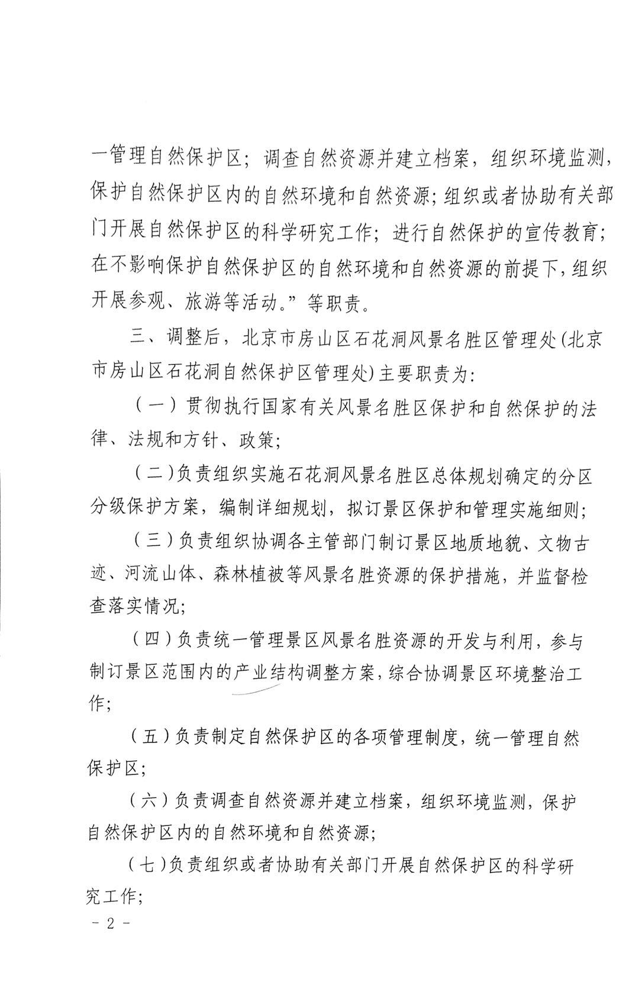 一管理自然保护区；调查自然资源并建立档案，组织环境监测，
保护自然保护区内的自然环境和自然资源；组织或者协助有关部
门开展自然保护区的科学研究工作；进行自然保护的宣传教育；
在不影响保护自然保护区的自然环境和自然资源的前提下，组织
开展参观、旅游等活动。”等职责。
三、调整后，北京市房山区石花洞风景名胜区管理处（北京
市房山区石花洞自然保护区管理处）主要职责为：
（一）贯彻执行国家有关风景名胜区保护和自然保护的法
律、法规和方针、政策；
（二）负责组织实施石花洞风景名胜区总体规划确定的分区
分级保护方案，编制详细规划，拟订景区保护和管理实施细则；
（三）负责组织协调各主管部门制订景区地质地貌、文物古
迹、河流山体、森林植被等风景名胜资源的保护措施，并监督检
查落实情况；
（四）负责统一管理景区风景名胜资源的开发与利用，参与
制订景区范围内的产业结构调整方案，综合协调景区环境整治工
作；
（五）负责制定自然保护区的各项管理制度，统一管理自然
保护区；
（六）负责调查自然资源并建立档案，组织环境监测，保护
自然保护区内的自然环境和自然资源；
（七）负责组织或者协助有关部门开展自然保护区的科学研
究工作；
- 2 -